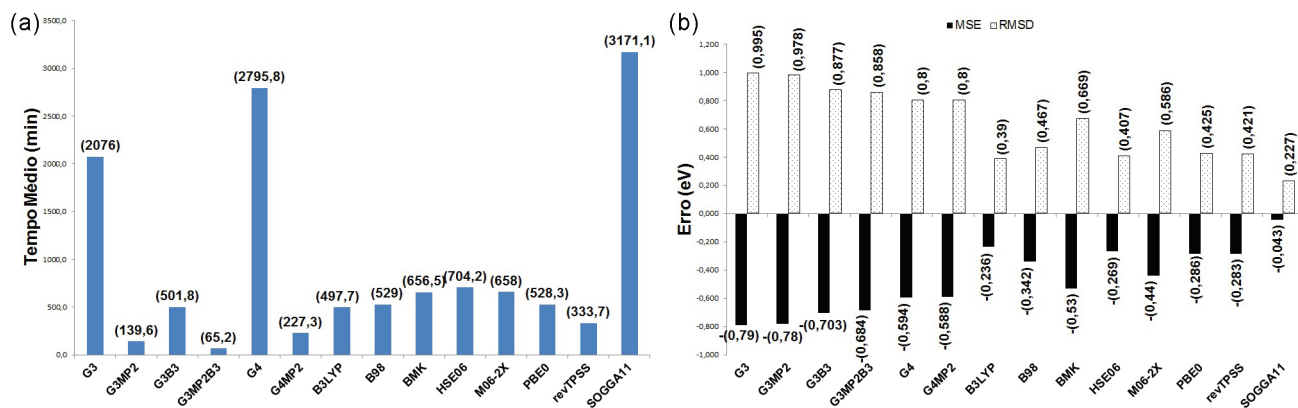 (a)
Tempo Médio (min)
3500,0
3000,0
2500,0
2000,0
1500,0
1000,0
500,0
0,0
(2076)
(139,6)
(501,8)
(65,2)
(2795,8)
(227,3)
(497,7)
(529)
(656,5)
(704,2)
(658)
(528,3)
(333,7)
(3171,1)
G3
G3MP2
G3B3
G3MP2B3
G4
G4MP2
B3LYP
B98
BMK
HSE06
M06-2X
PBE0
revTPSS
SOGGA11
(b)
MSE RMSD
Erro (eV)
1,200
1,000
0,800
0,600
0,400
0,200
0,000
-0,200
-0,400
-0,600
-0,800
-1,000
(0,995)
(0,978)
(0,877)
(0,858)
(0,8)
(0,8)
(0,39)
(0,467)
(0,669)
(0,407)
(0,586)
(0,425)
(0,421)
(0,227)
-(0,79)
-(0,78)
-(0,703)
-(0,684)
-(0,594)
-(0,588)
-(0,236)
-(0,342)
-(0,53)
-(0,269)
-(0,44)
-(0,286)
-(0,283)
-(0,043)
G3
G3MP2
G3B3
G3MP2B3
G4
G4MP2
B3LYP
B98
BMK
HSE06
M06-2X
PBE0
revTPSS
SOGGA11